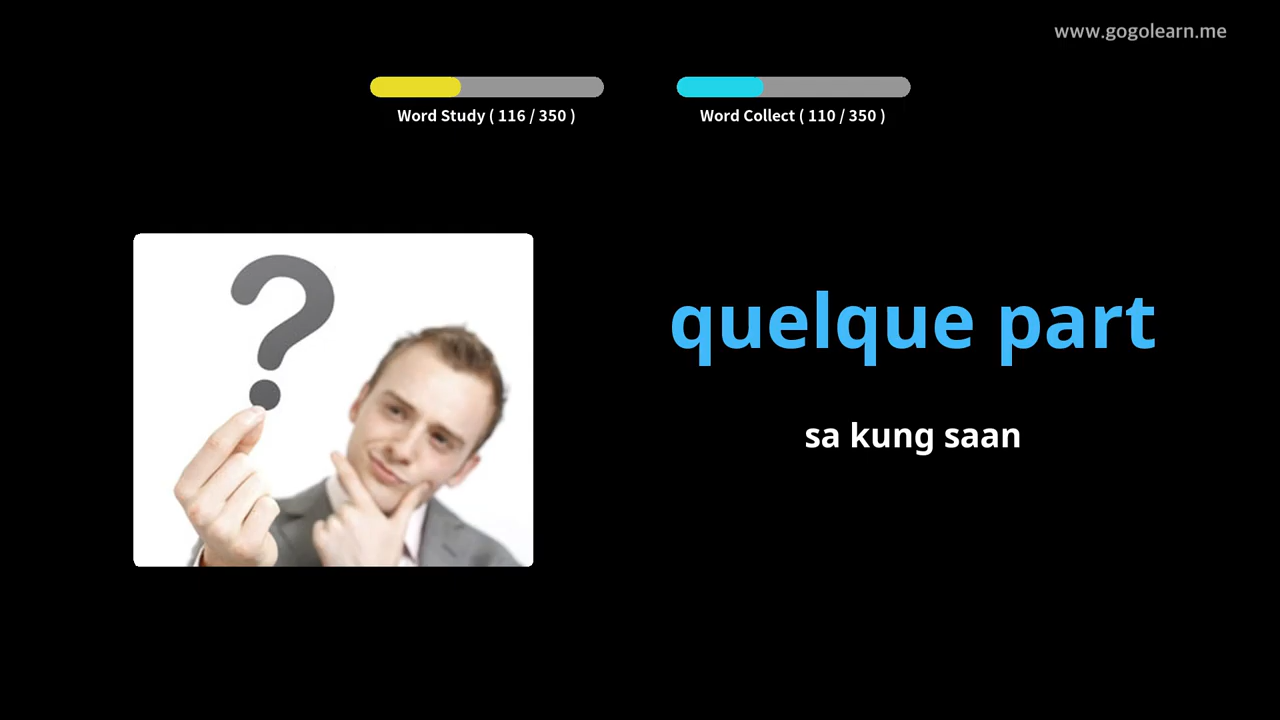 www.gogolearn.me
Word Study ( 116 / 350 )
Word Collect ( 110 / 350 )
?
quelque part
sa kung saan